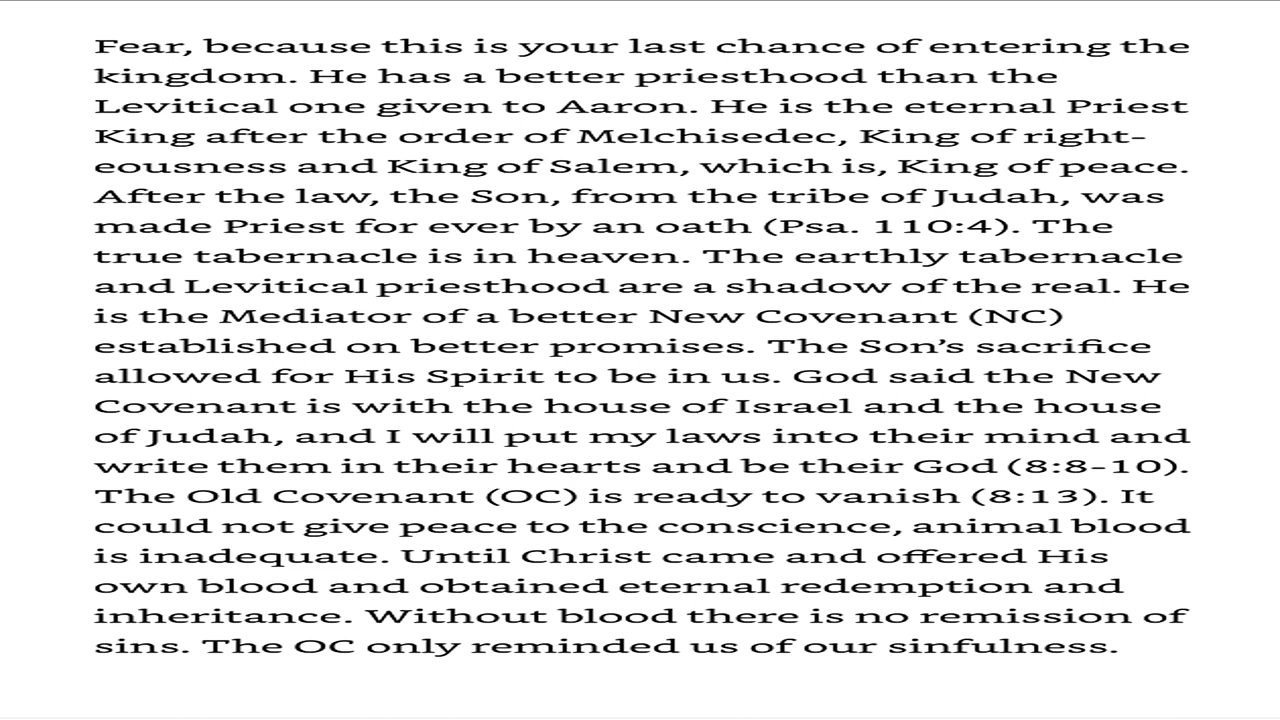 Fear, because this is your last chance of entering the
kingdom. He has a better priesthood than the
Levitical one given to Aaron. He is the eternal Priest
King after the order of Melchisedec, King of right-
eousness and King of Salem, which is, King of peace.
After the law, the Son, from the tribe of Judah, was
made Priest for ever by an oath (Psa. 110:4). The
true tabernacle is in heaven. The earthly tabernacle
and Levitical priesthood are a shadow of the real. He
is the Mediator of a better New Covenant (NC)
established on better promises. The Son’s sacrifice
allowed for His Spirit to be in us. God said the New
Covenant is with the house of Israel and the house
of Judah, and I will put my laws into their mind and
write them in their hearts and be their God (8:8-10).
The Old Covenant (OC) is ready to vanish (8:13). It
could not give peace to the conscience, animal blood
is inadequate. Until Christ came and offered His
own blood and obtained eternal redemption and
inheritance. Without blood there is no remission of
sins. The OC only reminded us of our sinfulness.